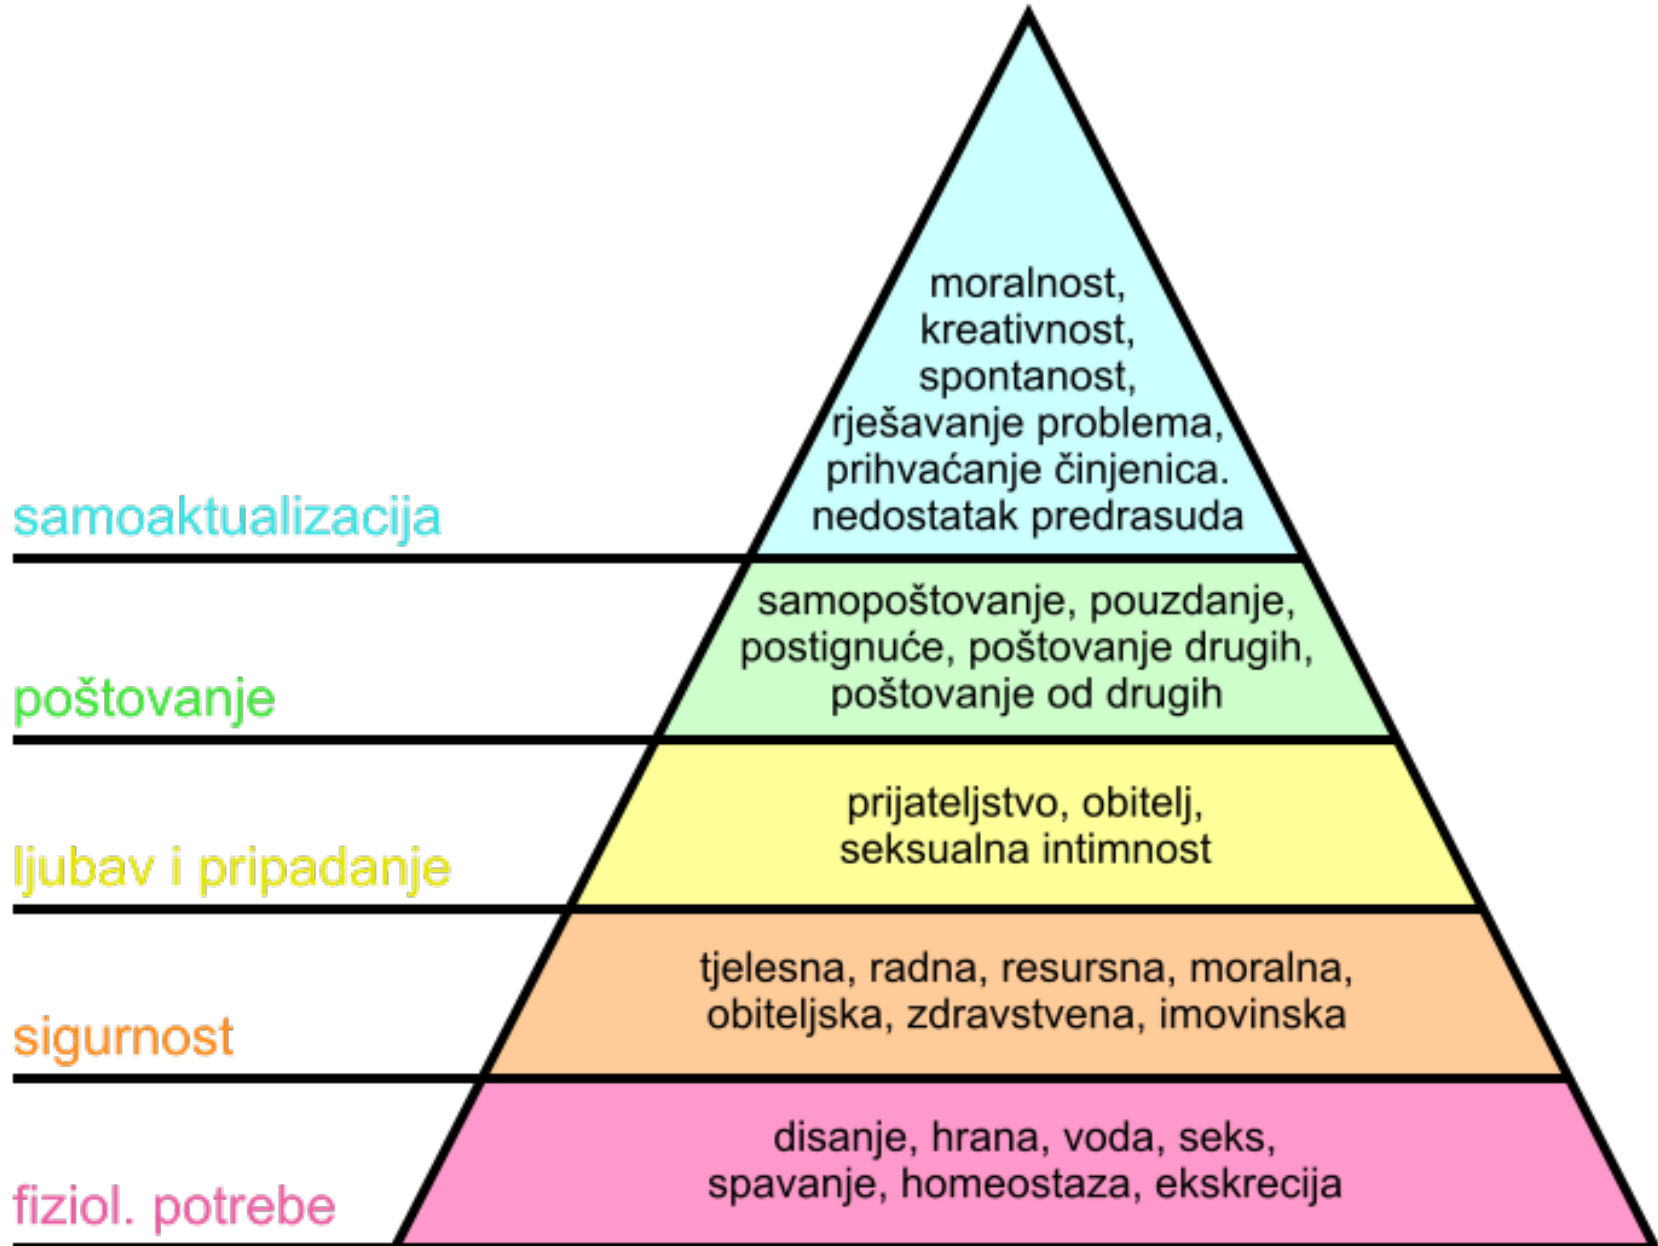 moralnost,
kreativnost,
spontanost,
rješavanje problema,
prihvaćanje činjenica.
nedostatak predrasuda
samoaktualizacija
samopoštovanje, pouzdanje,
postignuće, poštovanje drugih,
poštovanje od drugih
poštovanje
prijateljstvo, obitelj,
seksualna intimnost
ljubav i pripadanje
tjelesna, radna, resursna, moralna,
obiteljska, zdravstvena, imovinska
sigurnost
disanje, hrana, voda, seks,
spavanje, homeostaza, ekskrecija
fiziol. potrebe